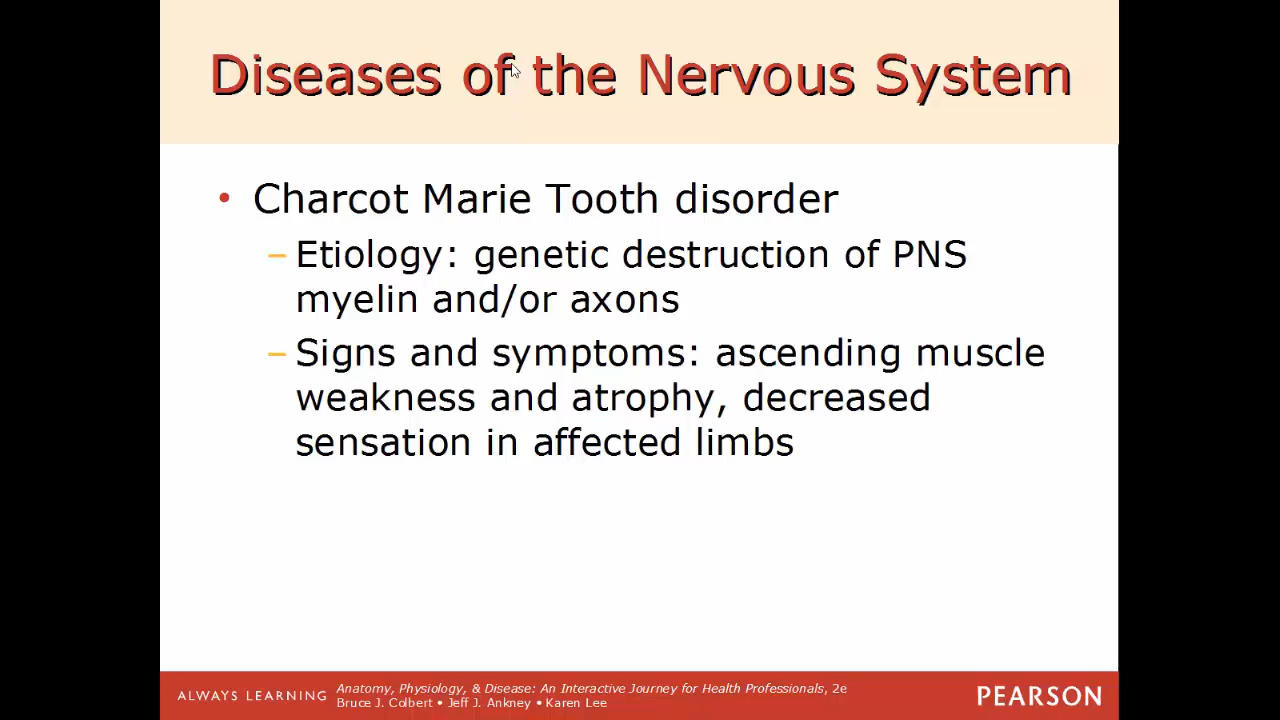 Diseases of the Nervous System
• Charcot Marie Tooth disorder
– Etiology: genetic destruction of PNS
myelin and/or axons
– Signs and symptoms: ascending muscle
weakness and atrophy, decreased
sensation in affected limbs
ALWAYS LEARNING
Anatomy, Physiology, & Disease: An Interactive Journey for Health Professionals, 2e
Bruce J. Colbert • Jeff J. Ankney • Karen Lee
PEARSON